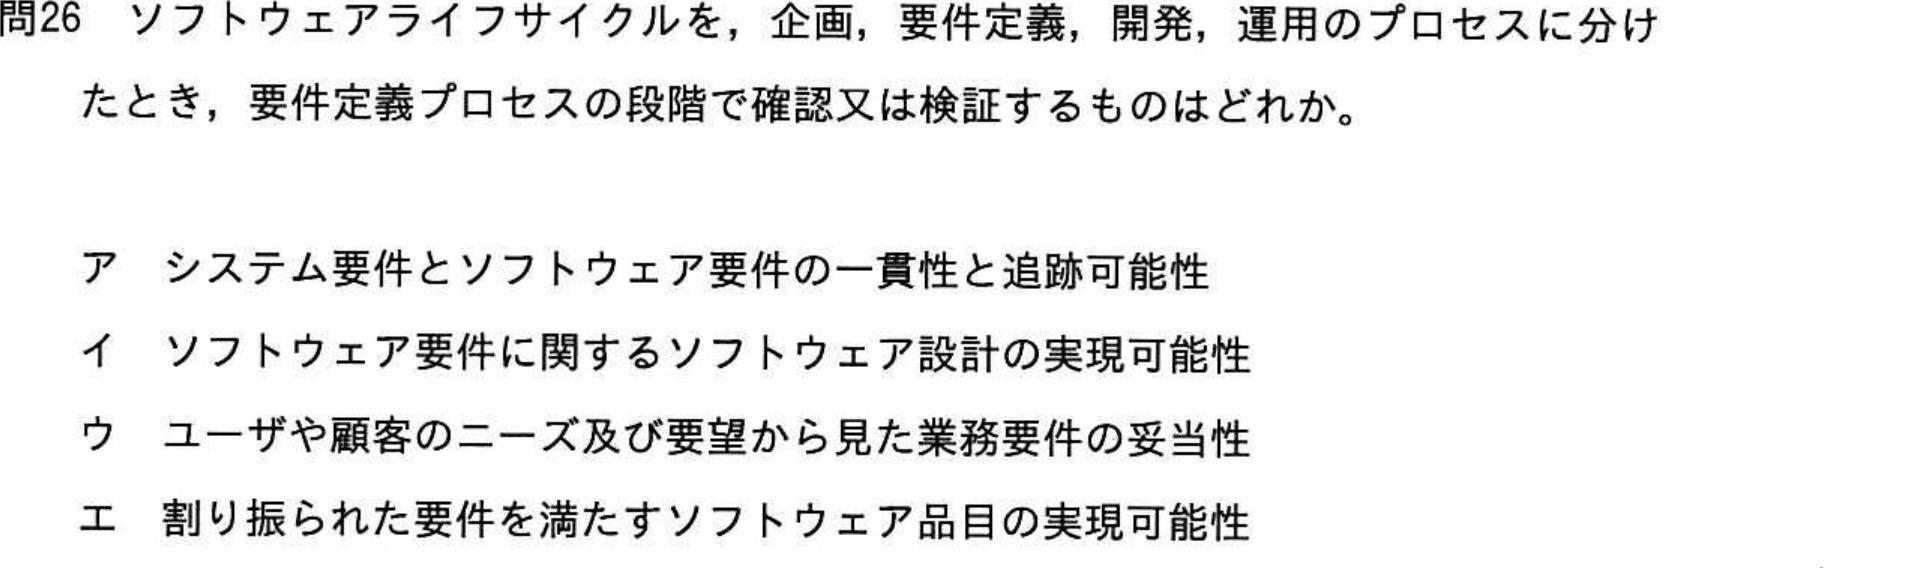 問26　ソフトウェアライフサイクルを，企画，要件定義，開発，運用のプロセスに分け
たとき，要件定義プロセスの段階で確認又は検証するものはどれか。
ア　システム要件とソフトウェア要件の一貫性と追跡可能性
イ　ソフトウェア要件に関するソフトウェア設計の実現可能性
ウ　ユーザや顧客のニーズ及び要望から見た業務要件の妥当性
エ　割り振られた要件を満たすソフトウェア品目の実現可能性